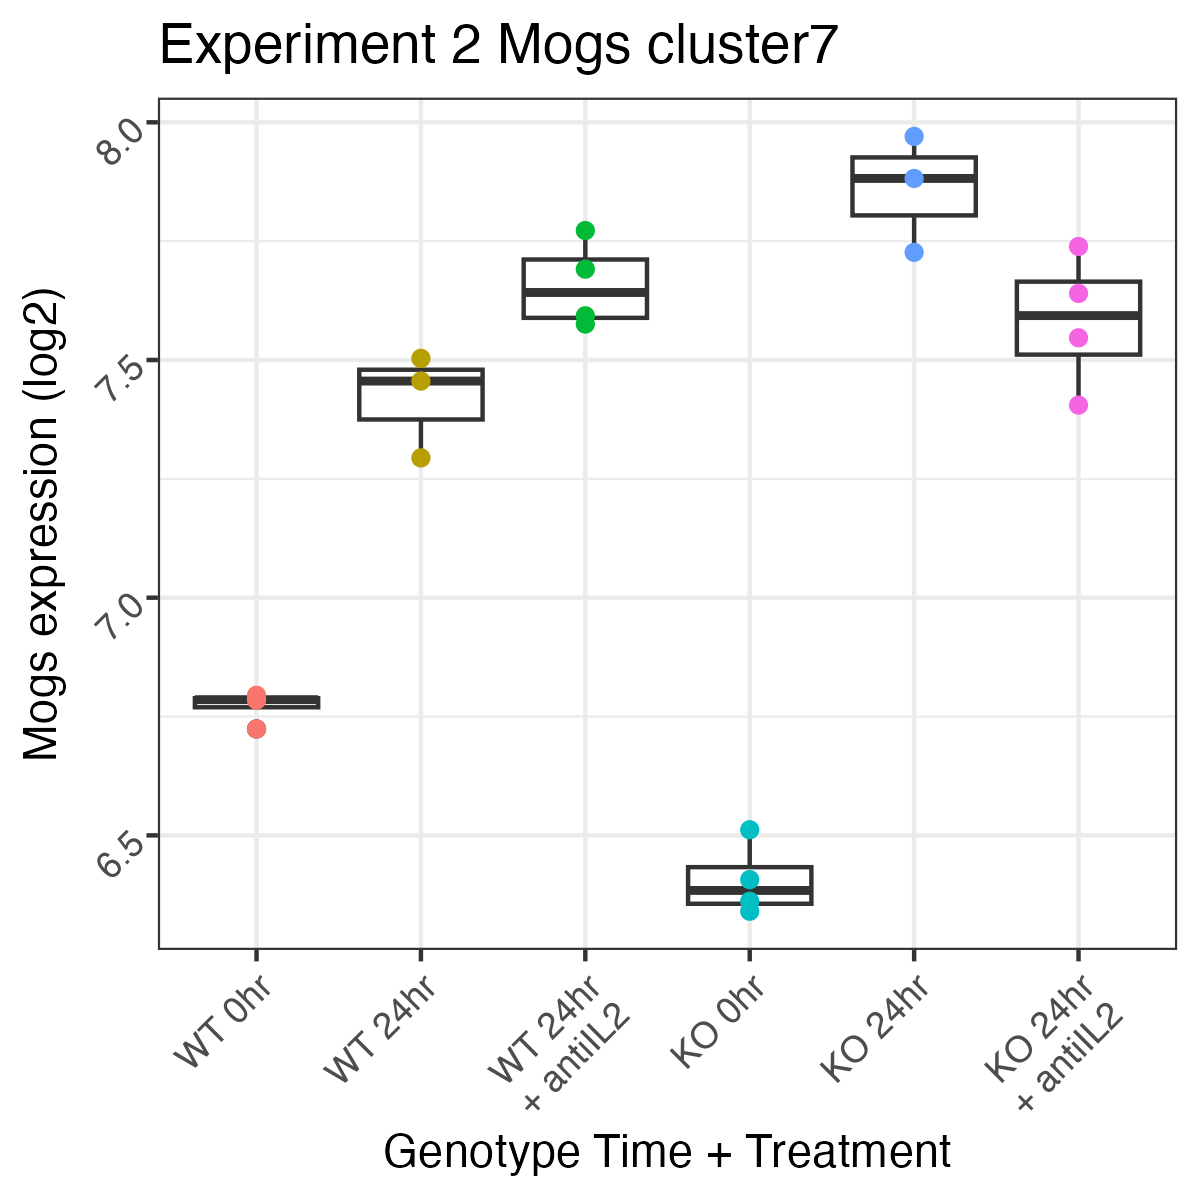 Experiment 2 Mogs cluster7
Mogs expression (log2)
8.0
7.5
7.0
6.5
WT 0hr
WT 24hr
WT 24hr
+ antiIL2
KO 0hr
KO 24hr
KO 24hr
+ antiIL2
Genotype Time + Treatment